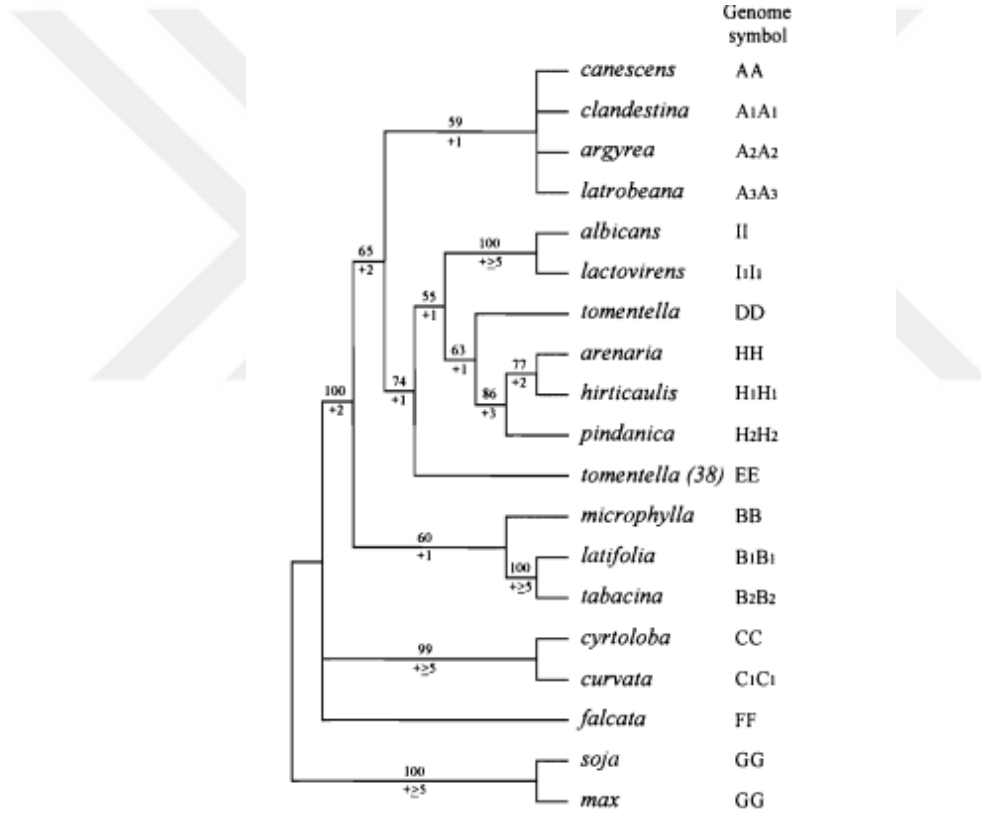 Genome
symbol
canescens AA
59
+1
clandestina A1A1
argyrea A2A2
latrobeana A3A3
albicans II
100
+≥5
65
+2
lactovirens I1I1
55
+1
tomentella DD
63
+1
arenaria HH
77
+2
74
+1
100
+2
86
+3
hirticaulis H1H1
pindanica H2H2
tomentella (38) EE
microphylla BB
60
+1
latifolia B1B1
100
+≥5
tabacina B2B2
cyrtoloba CC
99
+≥5
curvata C1C1
falcata FF
soja GG
100
+≥5
max GG